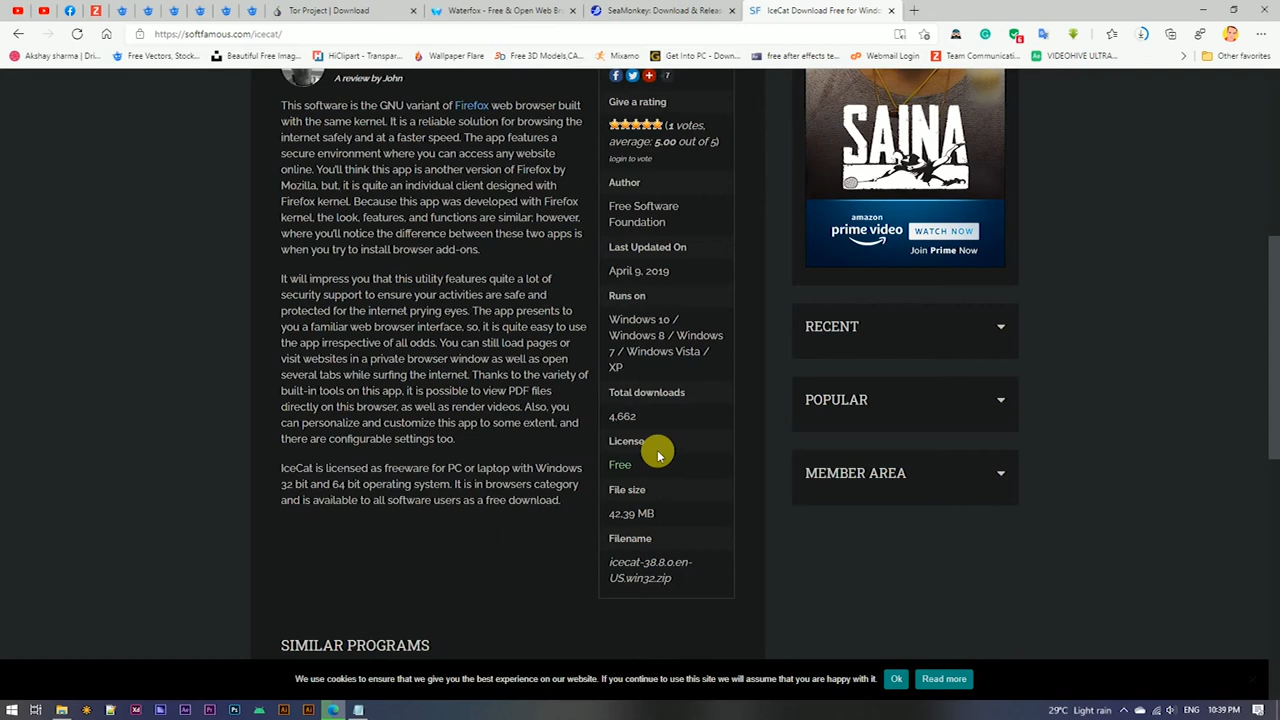 Tor Project | Download
Waterfox - Free & Open Web Br
SeaMonkey: Download & Releas
SF IceCat Download Free for Windo
https://softfamous.com/icecat/
Akshay sharma | Dri...
Free Vectors, Stock...
Beautiful Free Imag...
HiClipart - Transpar...
Wallpaper Flare
Free 3D Models,CA...
Mixamo
Get Into PC - Down...
free after effects te...
Webmail Login
Team Communicati...
VIDEOHIVE ULTRA...
Other favorites
A review by John
This software is the GNU variant of Firefox web browser built
with the same kernel. It is a reliable solution for browsing the
internet safely and at a faster speed. The app features a
secure environment where you can access any website
online. You'll think this app is another version of Firefox by
Mozilla, but, it is quite an individual client designed with
Firefox kernel. Because this app was developed with Firefox
kernel, the look, features, and functions are similar; however,
where you'll notice the difference between these two apps is
when you try to install browser add-ons.
It will impress you that this utility features quite a lot of
security support to ensure your activities are safe and
protected for the internet prying eyes. The app presents to
you a familiar web browser interface, so, it is quite easy to use
the app irrespective of all odds. You can still load pages or
visit websites in a private browser window as well as open
several tabs while surfing the internet. Thanks to the variety of
built-in tools on this app, it is possible to view PDF files
directly on this browser, as well as render videos. Also, you
can personalize and customize this app to some extent, and
there are configurable settings too.
IceCat is licensed as freeware for PC or laptop with Windows
32 bit and 64 bit operating system. It is in browsers category
and is available to all software users as a free download.
7
Give a rating
(1 votes,
average: 5.00 out of 5)
login to vote
Author
Free Software
Foundation
Last Updated On
April 9, 2019
Runs on
Windows 10 /
Windows 8 / Windows
7 / Windows Vista /
XP
Total downloads
4,662
License
Free
File size
42,39 MB
Filename
icecat-38.8.0.en-
US.win32.zip
SAINA
amazon
prime video
WATCH NOW
Join Prime Now
RECENT
POPULAR
MEMBER AREA
SIMILAR PROGRAMS
We use cookies to ensure that we give you the best experience on our website. If you continue to use this site we will assume that you are happy with it.
Ok
Read more
29°C Light rain
ENG
10:39 PM